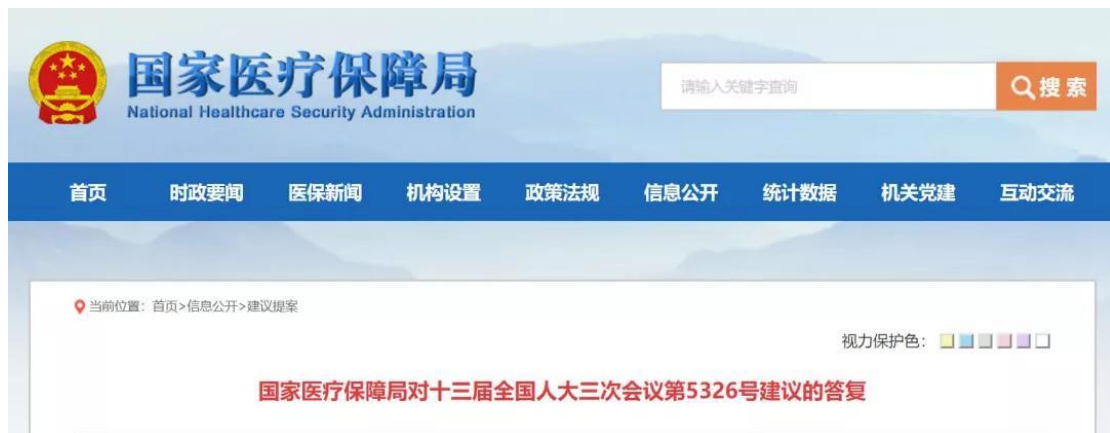 国家医疗保障局
National Healthcare Security Administration
请输入关键字查询
搜索
首页 时政要闻 医保新闻 机构设置 政策法规 信息公开 统计数据 机关党建 互动交流
当前位置：首页>信息公开>建议提案
视力保护色：
国家医疗保障局对十三届全国人大三次会议第5326号建议的答复